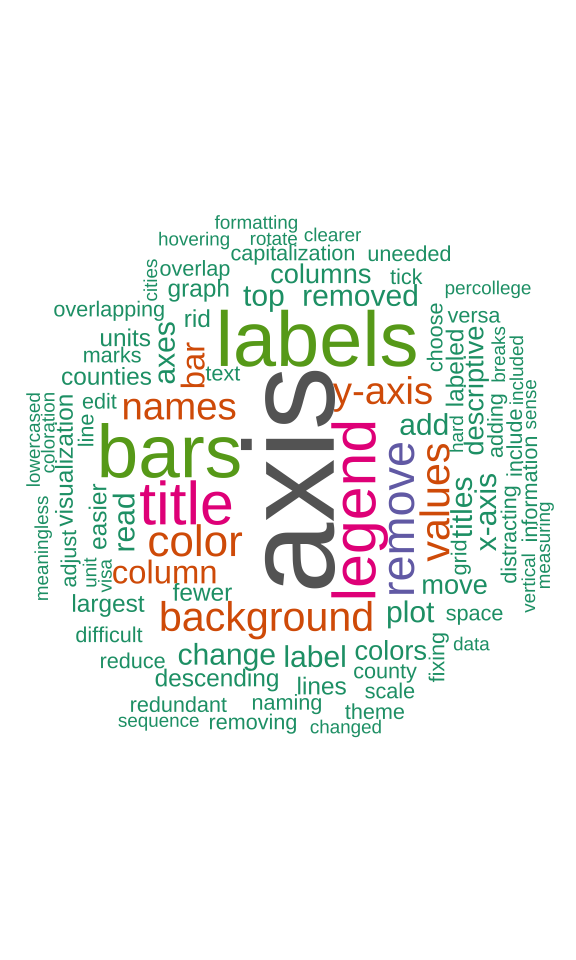 formatting
hovering
rotate
clearer
capitalization
uneeded
cities
overlap
columns
tick
graph
top
removed
percollege
overlapping
rid
labels
versa
choose
units
axes
bar
marks
text
y-axis
labeled
descriptive
breaks
included
counties
edit
names
axis
add
hard
adding
include
sense
lowercased
coloration
visualization
line
bars
legend
remove
values
titles
x-axis
information
title
read
easier
color
grid
distracting
measuring
meaningless
adjust
unit
visa
column
move
vertical
fewer
largest
background
plot
space
difficult
change
label
colors
fixing
data
reduce
county
descending
lines
scale
redundant
naming
theme
sequence
removing
changed